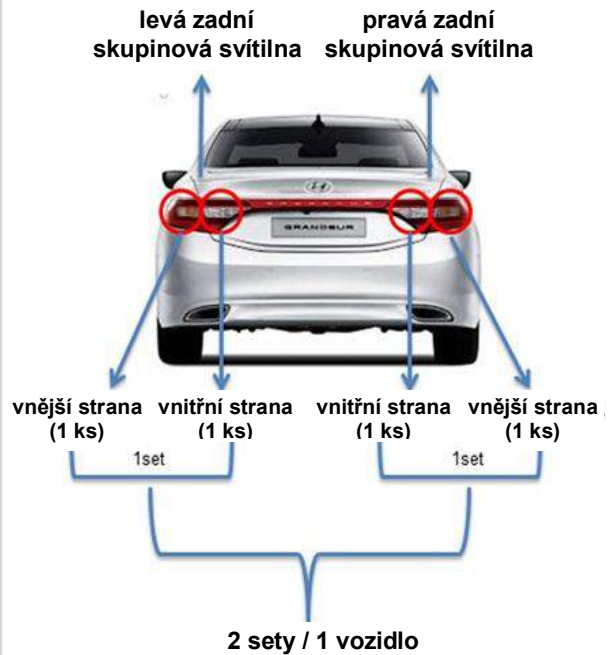 levá zadní
skupinová svítilna
pravá zadní
skupinová svítilna
GRANDEUR
vnější strana
(1 ks)
vnitřní strana
(1 ks)
vnitřní strana
(1 ks)
vnější strana
(1 ks)
1set
1set
2 sety / 1 vozidlo